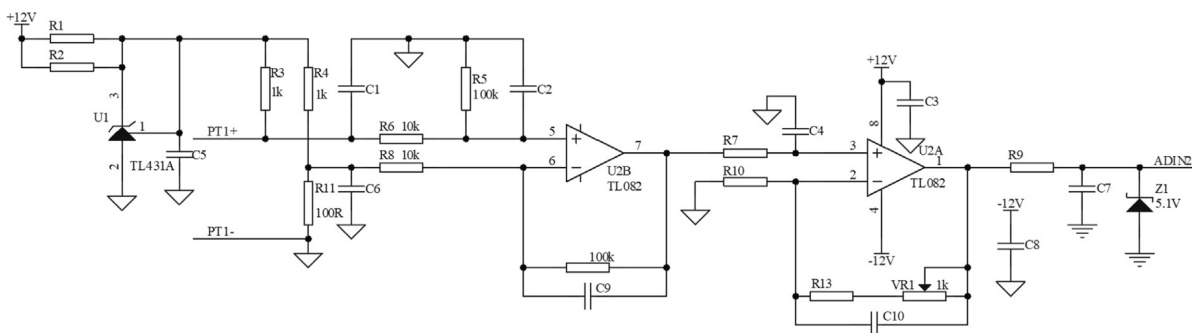 +12V
R1
R2
3
U1
1
2
TL431A
C5
R3
1k
R4
1k
C1
R5
100k
C2
PT1+
R6 10k
R8 10k
R11
100R
C6
PT1-
5
6
7
U2B
TL082
100k
C9
R7
R10
C4
+12V
C3
8
U2A
3
2
1
TL082
4
-12V
R13
VR1 1k
C10
R9
-12V
C8
C7
ADIN2
Z1
5.1V